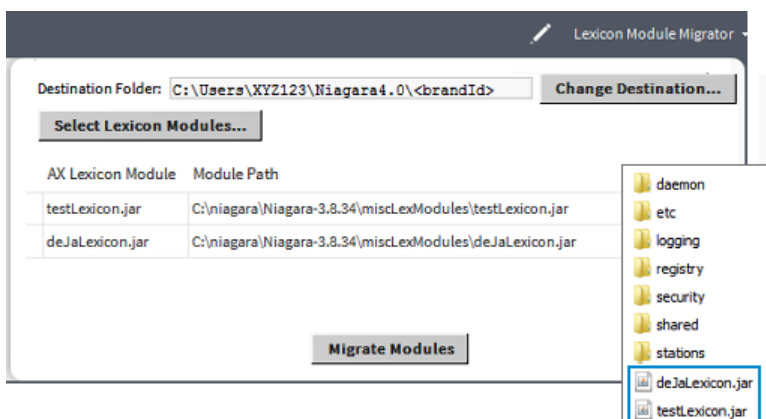 Lexicon Module Migrator
Destination Folder: C:\Users\XYZ123\Niagara4.0\<brandId> Change Destination...
Select Lexicon Modules...
AX Lexicon Module Module Path
testLexicon.jar C:\niagara\Niagara-3.8.34\miscLexModules\testLexicon.jar
deJaLexicon.jar C:\niagara\Niagara-3.8.34\miscLexModules\deJaLexicon.jar
Migrate Modules
daemon
etc
logging
registry
security
shared
stations
deJaLexicon.jar
testLexicon.jar